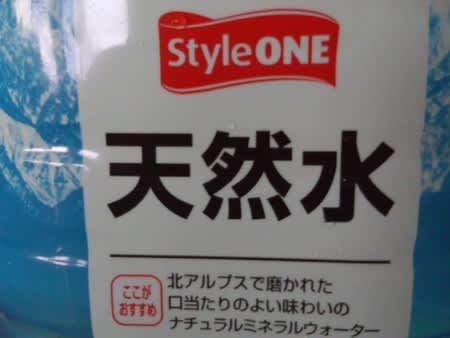 StyleONE
天然水
ここが
おすすめ
北アルプスで磨かれた
口当たりのよい味わいの
ナチュラルミネラルウォーター